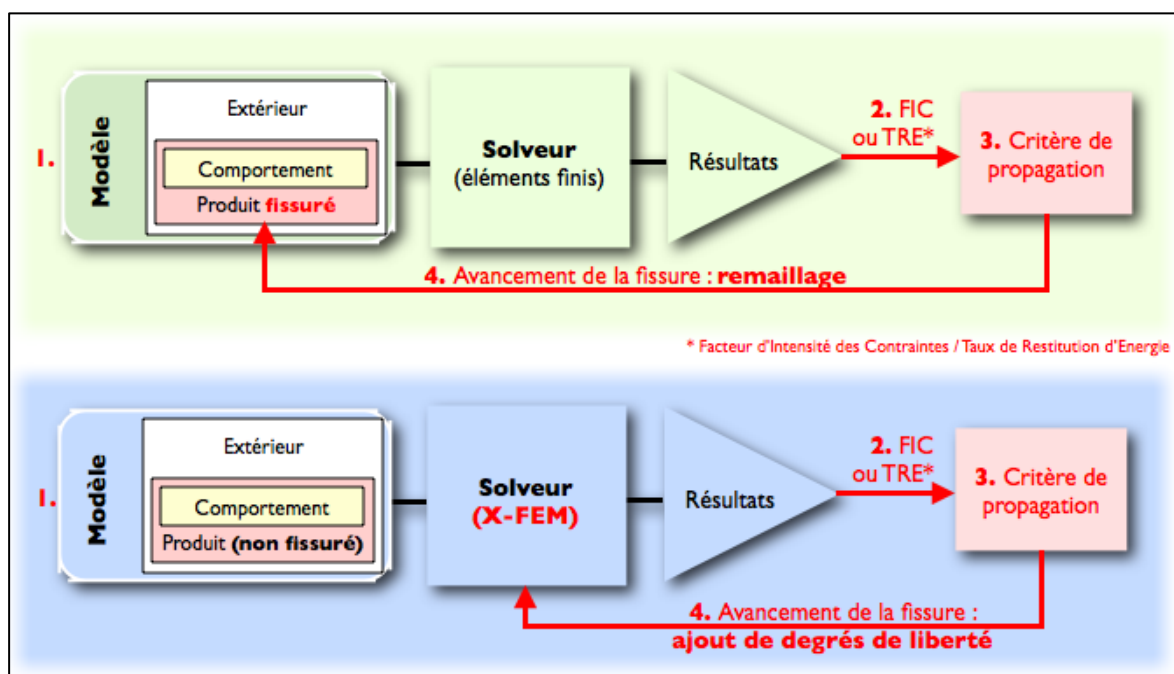 1.
Modèle
Extérieur
Comportement
Produit fissuré
Solveur
(éléments finis)
Résultats
2. FIC
ou TRE*
3. Critère de
propagation
4. Avancement de la fissure : remaillage
* Facteur d'Intensité des Contraintes / Taux de Restitution d'Energie
1.
Modèle
Extérieur
Comportement
Produit (non fissuré)
Solveur
(X-FEM)
Résultats
2. FIC
ou TRE*
3. Critère de
propagation
4. Avancement de la fissure :
ajout de degrés de liberté